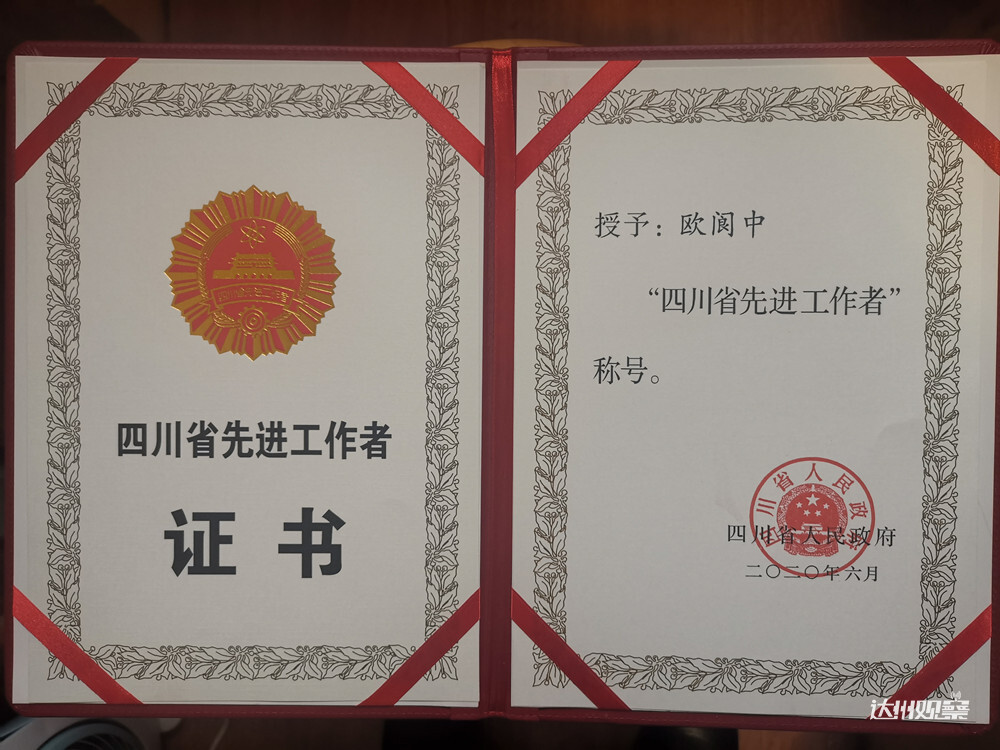 四川省先进工作者
证书
授予：欧阆中
“四川省先进工作者”
称号。
四川省人民政府
四川省人民政府
二〇二〇年六月
达州观察